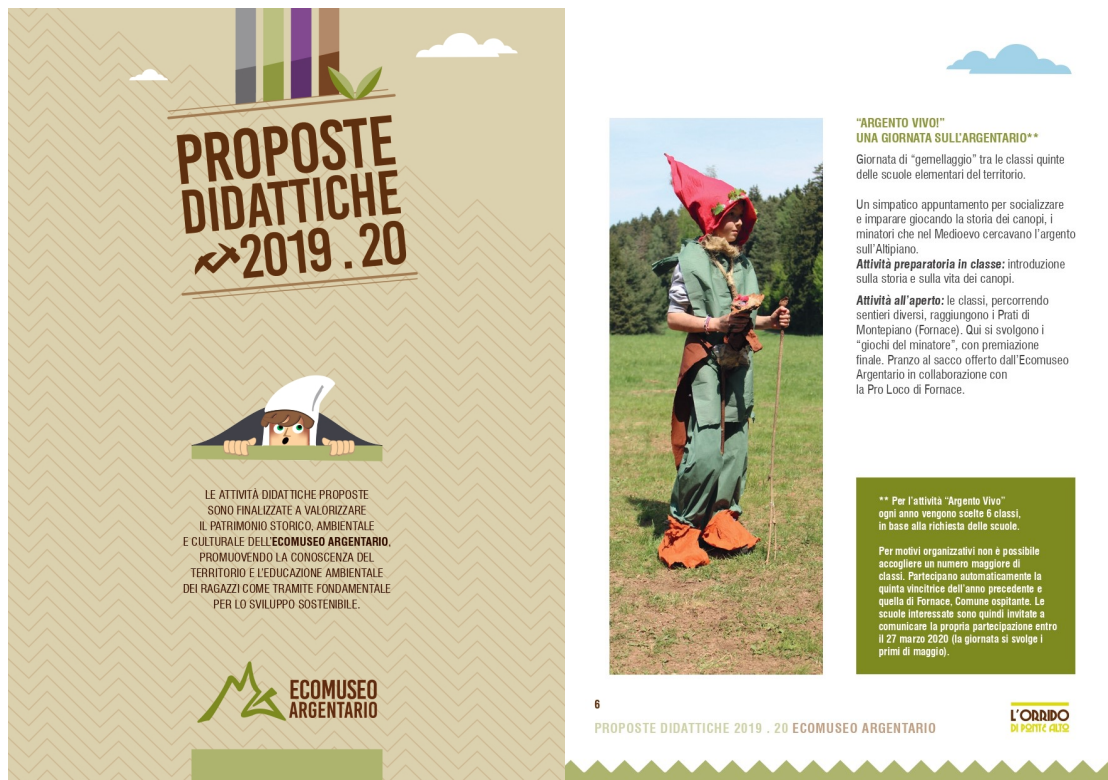 PROPOSTE
DIDATTICHE
2019 . 20
LE ATTIVITÀ DIDATTICHE PROPOSTE
SONO FINALIZZATE A VALORIZZARE
IL PATRIMONIO STORICO, AMBIENTALE
E CULTURALE DELL'ECOMUSEO ARGENTARIO,
PROMUOVENDO LA CONOSCENZA DEL
TERRITORIO E L'EDUCAZIONE AMBIENTALE
DEI RAGAZZI COME TRAMITE FONDAMENTALE
PER LO SVILUPPO SOSTENIBILE.
ECOMUSEO
ARGENTARIO
“ARGENTO VIVO!”
UNA GIORNATA SULL'ARGENTARIO**
Giornata di “gemellaggio” tra le classi quinte
delle scuole elementari del territorio.
Un simpatico appuntamento per socializzare
e imparare giocando la storia dei canopi, i
minatori che nel Medioevo cercavano l'argento
sull'Altipiano.
Attività preparatoria in classe: introduzione
sulla storia e sulla vita dei canopi.
Attività all'aperto: le classi, percorrendo
sentieri diversi, raggiungono i Prati di
Montepiano (Fornace). Qui si svolgono i
“giochi del minatore”, con premiazione
finale. Pranzo al sacco offerto dall'Ecomuseo
Argentario in collaborazione con
la Pro Loco di Fornace.
** Per l'attività “Argento Vivo”
ogni anno vengono scelte 6 classi,
in base alla richiesta delle scuole.
Per motivi organizzativi non è possibile
accogliere un numero maggiore di
classi. Partecipano automaticamente la
quinta vincitrice dell'anno precedente e
quella di Fornace, Comune ospitante. Le
scuole interessate sono quindi invitate a
comunicare la propria partecipazione entro
il 27 marzo 2020 (la giornata si svolge i
primi di maggio).
6
PROPOSTE DIDATTICHE 2019 . 20 ECOMUSEO ARGENTARIO
L'ORRIDO
DI PONTE ALTO